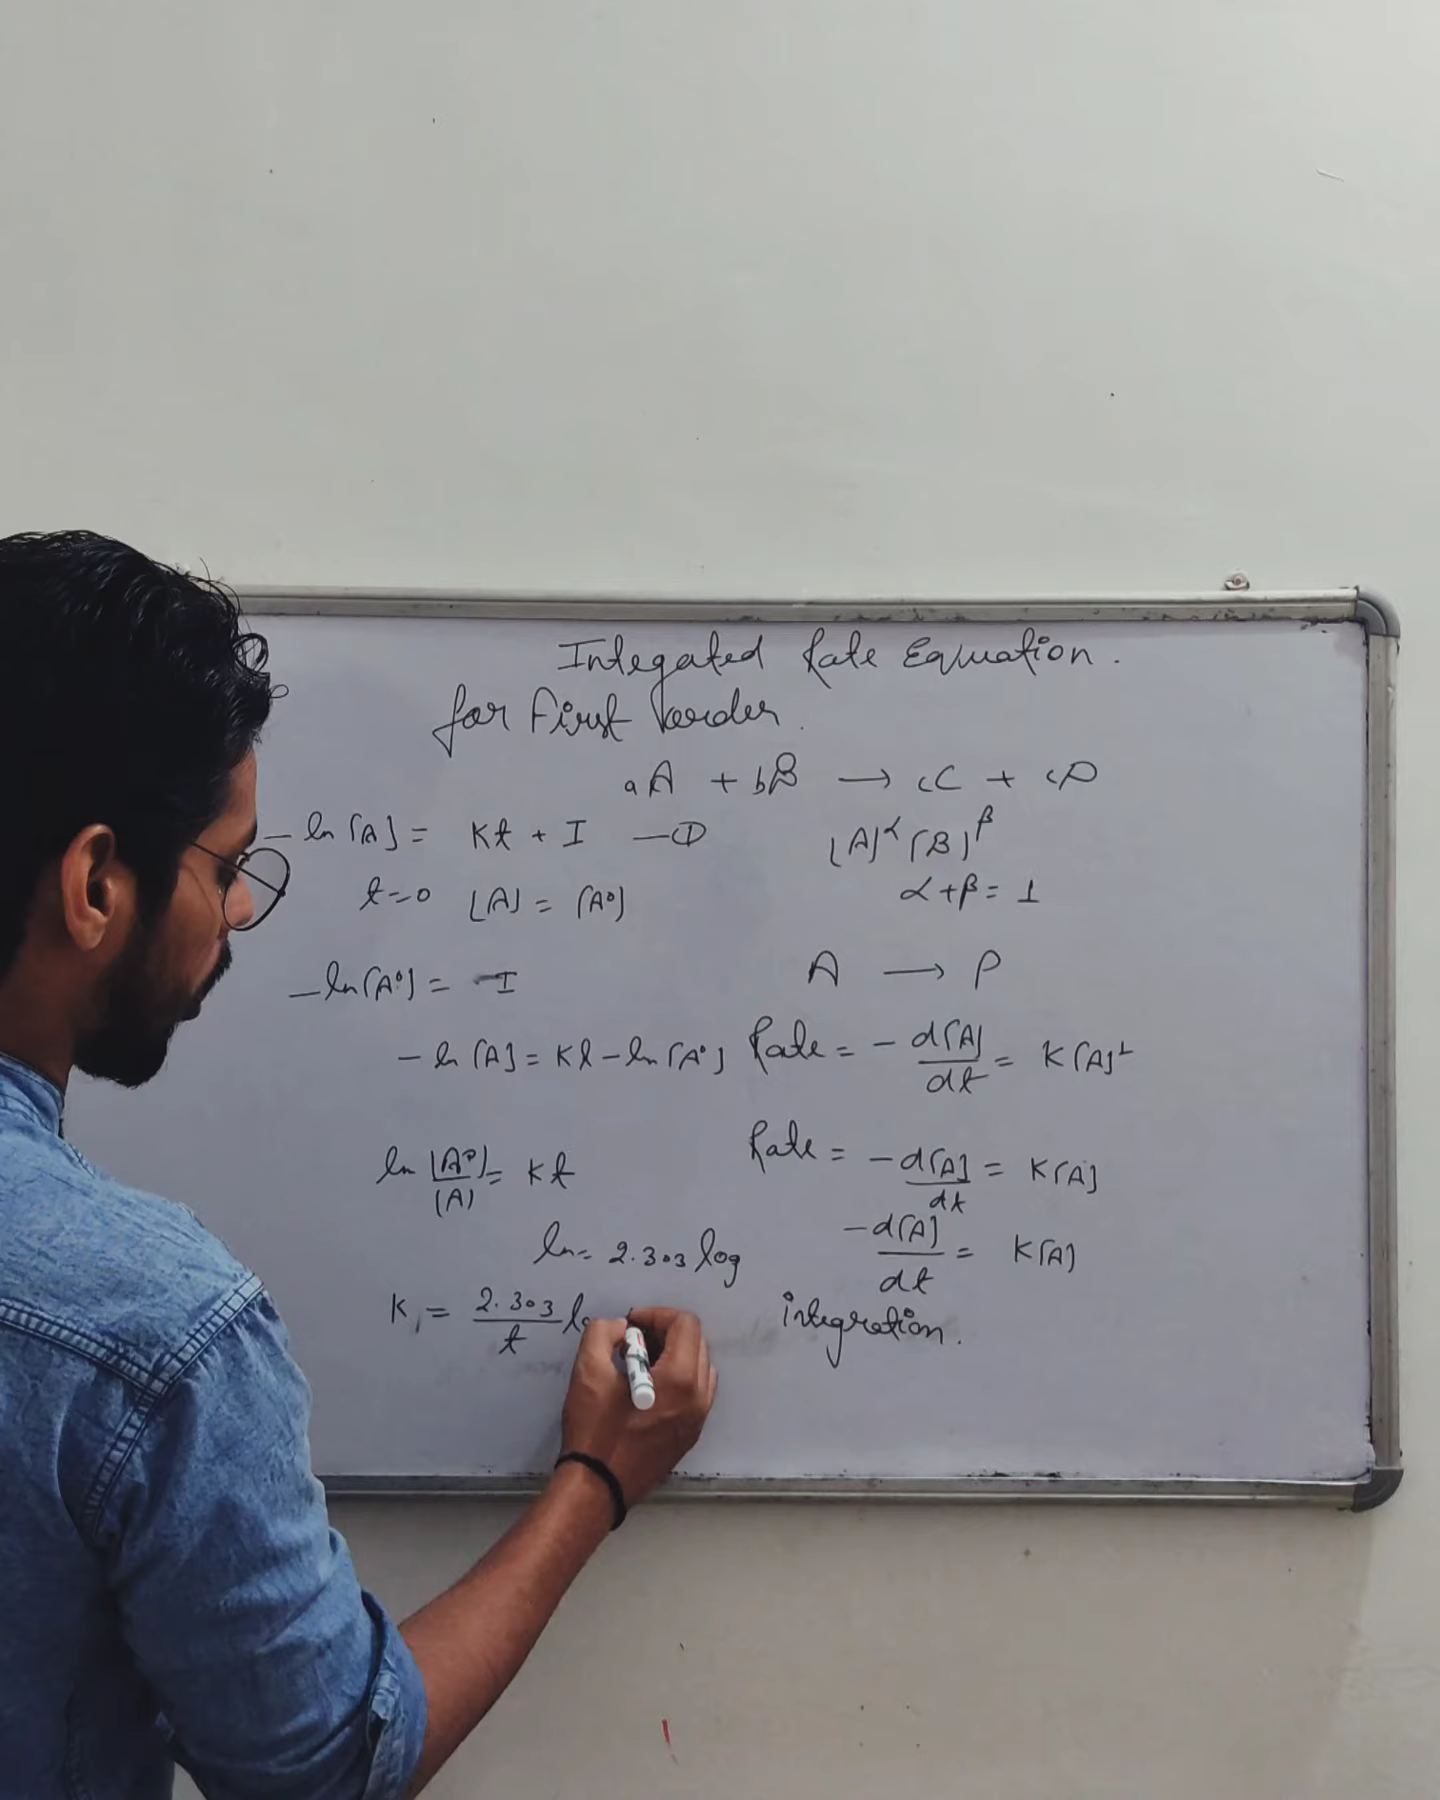 Integated Rate Equation.
for First order.
aA + bB → cC + cD
[A]^α [B]^β
α + β = 1
A → P
Rate = - d[A]/dt = K[A]¹
Rate = -d[A]/dt = K[A]
-d[A]/dt = K[A]
integration.
- ln [A] = Kt + I —①
t=0 [A] = [A°]
- ln [A°] = I
- ln [A] = Kt - ln [A°]
ln [A°]/[A] = Kt
ln = 2.303 log
K₁ = 2.303/t lo